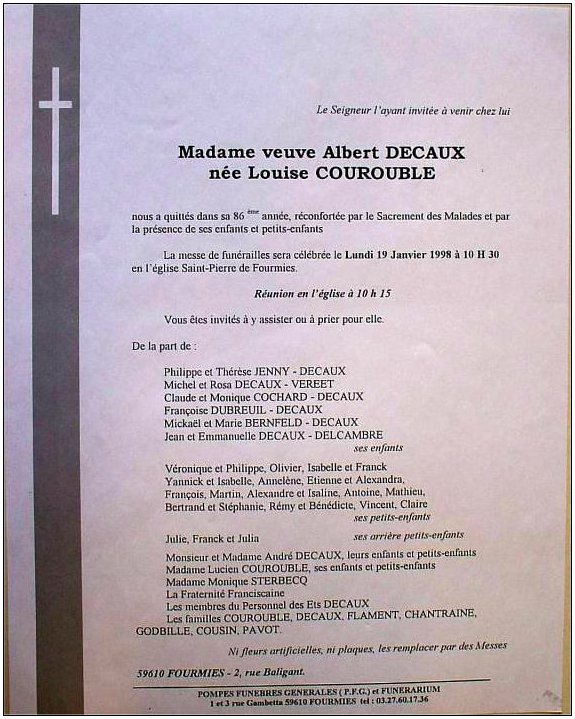 Le Seigneur l'ayant invitée à venir chez lui
Madame veuve Albert DECAUX
née Louise COUROUBLE
nous a quittés dans sa 86 ème année, réconfortée par le Sacrement des Malades et par
la présence de ses enfants et petits-enfants
La messe de funérailles sera célébrée le Lundi 19 Janvier 1998 à 10 H 30
en l'église Saint-Pierre de Fourmies.
Réunion en l'église à 10 h 15
Vous êtes invités à y assister ou à prier pour elle.
De la part de :
Philippe et Thérèse JENNY - DECAUX
Michel et Rosa DECAUX - VEREET
Claude et Monique COCHARD - DECAUX
Françoise DUBREUIL - DECAUX
Mickaël et Marie BERNFELD - DECAUX
Jean et Emmanuelle DECAUX - DELCAMBRE
ses enfants
Véronique et Philippe, Olivier, Isabelle et Franck
Yannick et Isabelle, Annelène, Etienne et Alexandra,
François, Martin, Alexandre et Isaline, Antoine, Mathieu,
Bertrand et Stéphanie, Rémy et Bénédicte, Vincent, Claire
ses petits-enfants
Julie, Franck et Julia ses arrière petits-enfants
Monsieur et Madame André DECAUX, leurs enfants et petits-enfants
Madame Lucien COUROUBLE, ses enfants et petits-enfants
Madame Monique STERBECQ
La Fraternité Franciscaine
Les membres du Personnel des Ets DECAUX
Les familles COUROUBLE, DECAUX, FLAMENT, CHANTRAINE,
GODBILLE, COUSIN, PAVOT.
Ni fleurs artificielles, ni plaques, les remplacer par des Messes
59610 FOURMIES - 2, rue Baligant.
POMPES FUNEBRES GENERALES ( P.F.G.) et FUNERARIUM
1 et 3 rue Gambetta 59610 FOURMIES tel : 03.27.60.17.36